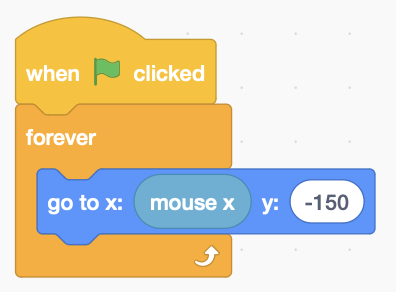 when clicked
forever
go to x: mouse x y: -150